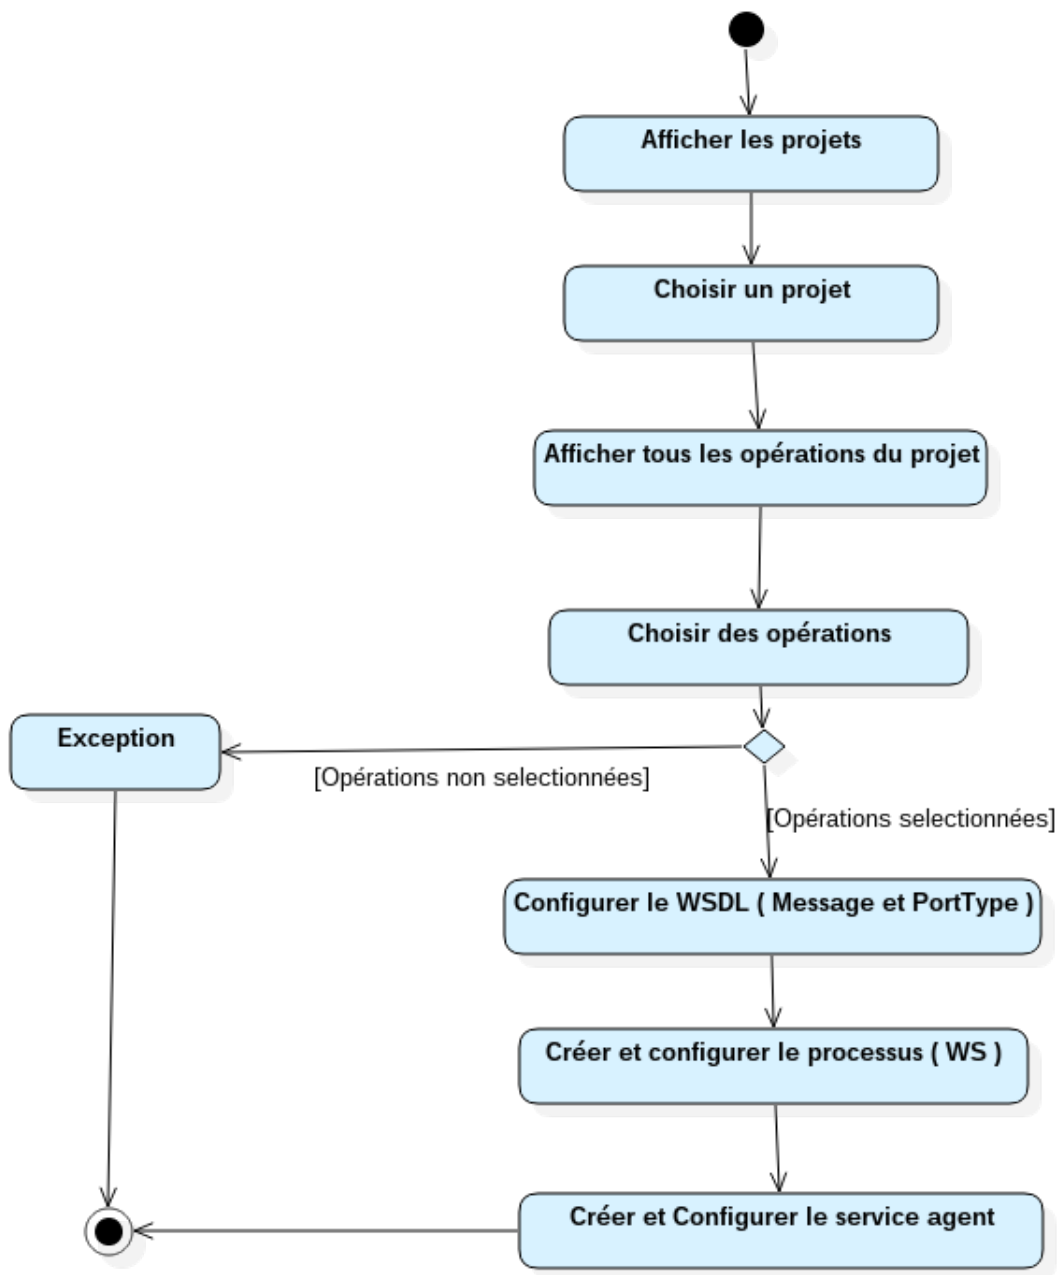 Afficher les projets
Choisir un projet
Afficher tous les opérations du projet
Choisir des opérations
Exception
[Opérations non selectionnées]
[Opérations selectionnées]
Configurer le WSDL ( Message et PortType )
Créer et configurer le processus ( WS )
Créer et Configurer le service agent